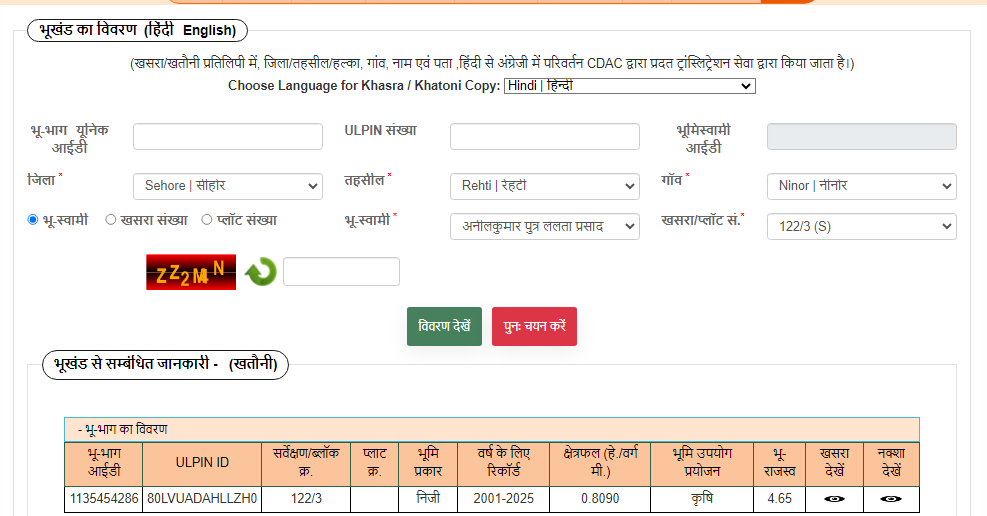 भूखंड का विवरण (हिंदी English)
(खसरा/खतौनी प्रतिलिपी में, जिला/तहसील/हल्का, गांव, नाम एवं पता ,हिंदी से अंग्रेजी में परिवर्तन CDAC द्वारा प्रदत ट्रांस्लिट्रेशन सेवा द्वारा किया जाता है।)
Choose Language for Khasra / Khatoni Copy: Hindi | हिन्दी
भू-भाग यूनिक आईडी ULPIN संख्या भूमिस्वामी आईडी
जिला * Sehore | सीहोर तहसील * Rehti | रेहटी गाँव * Ninor | नीनोर
भू-स्वामी खसरा संख्या प्लॉट संख्या भू-स्वामी * अनीलकुमार पुत्र ललता प्रसाद खसरा/प्लॉट सं.* 122/3 (S)
ZZ2M4N
विवरण देखें पुनः चयन करें
भूखंड से सम्बंधित जानकारी - (खतौनी)
- भू-भाग का विवरण
भू-भाग आईडी ULPIN ID सर्वेक्षण/ब्लॉक क्र. प्लाट क्र. भूमि प्रकार वर्ष के लिए रिकॉर्ड क्षेत्रफल (हे./वर्ग मी.) भूमि उपयोग प्रयोजन भू-राजस्व खसरा देखें नक्शा देखें
1135454286 80LVUADAHLLZH0 122/3 निजी 2001-2025 0.8090 कृषि 4.65